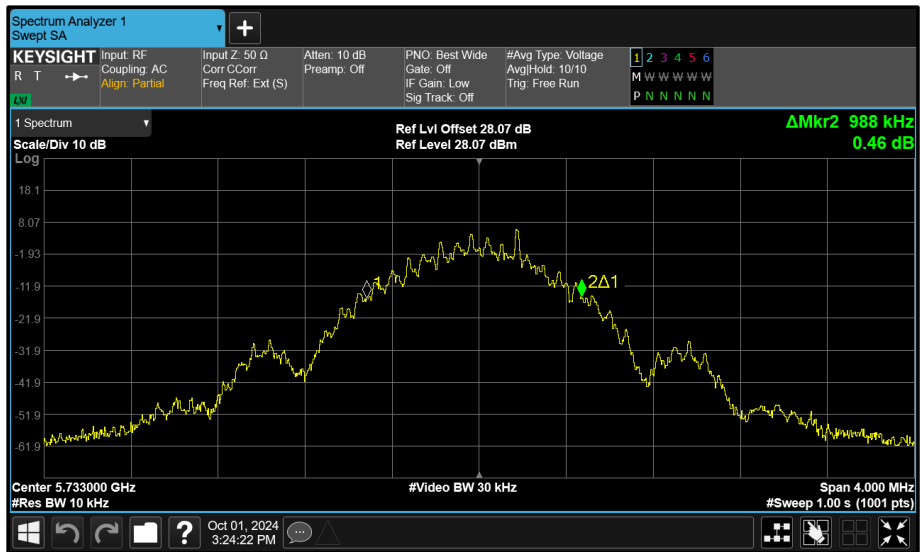 Spectrum Analyzer 1
Swept SA
+
KEYSIGHT
R T
LXI
Input: RF
Coupling: AC
Align: Partial
Input Z: 50 Ω
Corr CCorr
Freq Ref: Ext (S)
Atten: 10 dB
Preamp: Off
PNO: Best Wide
Gate: Off
IF Gain: Low
Sig Track: Off
#Avg Type: Voltage
Avg|Hold: 10/10
Trig: Free Run
1 2 3 4 5 6
M W W W W W
P N N N N N
1 Spectrum
Scale/Div 10 dB
Log
Ref Lvl Offset 28.07 dB
Ref Level 28.07 dBm
ΔMkr2 988 kHz
0.46 dB
18.1
8.07
-1.93
-11.9
-21.9
-31.9
-41.9
-51.9
-61.9
1
2Δ1
Center 5.733000 GHz
#Res BW 10 kHz
#Video BW 30 kHz
Span 4.000 MHz
#Sweep 1.00 s (1001 pts)
?
Oct 01, 2024
3:24:22 PM